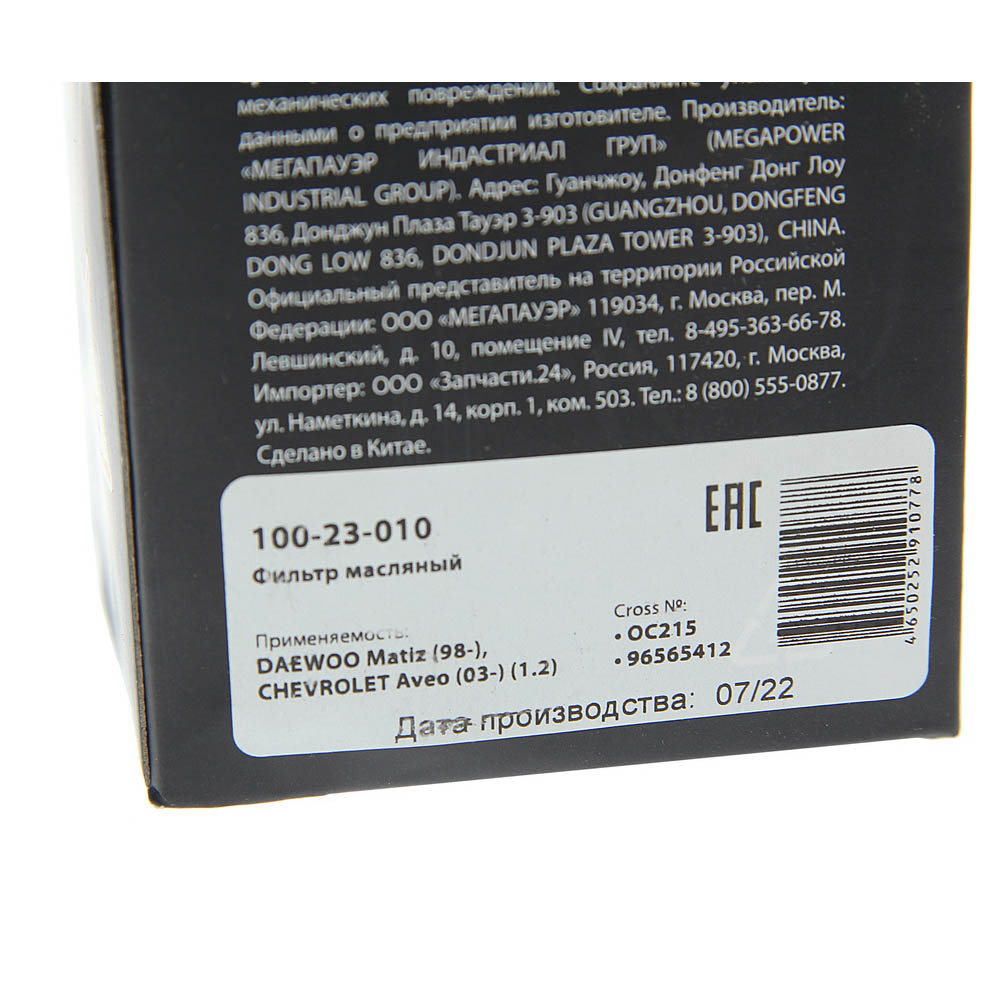 механических повреждений. Сохраните
данными о предприятии изготовителе. Производитель:
«МЕГАПАУЭР ИНДАСТРИАЛ ГРУП» (MEGAPOWER
INDUSTRIAL GROUP). Адрес: Гуанчжоу, Донфенг Донг Лоу
836, Донджун Плаза Тауэр 3-903 (GUANGZHOU, DONGFENG
DONG LOW 836, DONDJUN PLAZA TOWER 3-903), CHINA.
Официальный представитель на территории Российской
Федерации: ООО «МЕГАПАУЭР» 119034, г. Москва, пер. М.
Левшинский, д. 10, помещение IV, тел. 8-495-363-66-78.
Импортер: ООО «Запчасти.24», Россия, 117420, г. Москва,
ул. Наметкина, д. 14, корп. 1, ком. 503. Тел.: 8 (800) 555-0877.
Сделано в Китае.
100-23-010
Фильтр масляный
EAC
Применяемость:
DAEWOO Matiz (98-),
CHEVROLET Aveo (03-) (1.2)
Cross №:
• OC215
• 96565412
4650252910778
Дата производства: 07/22